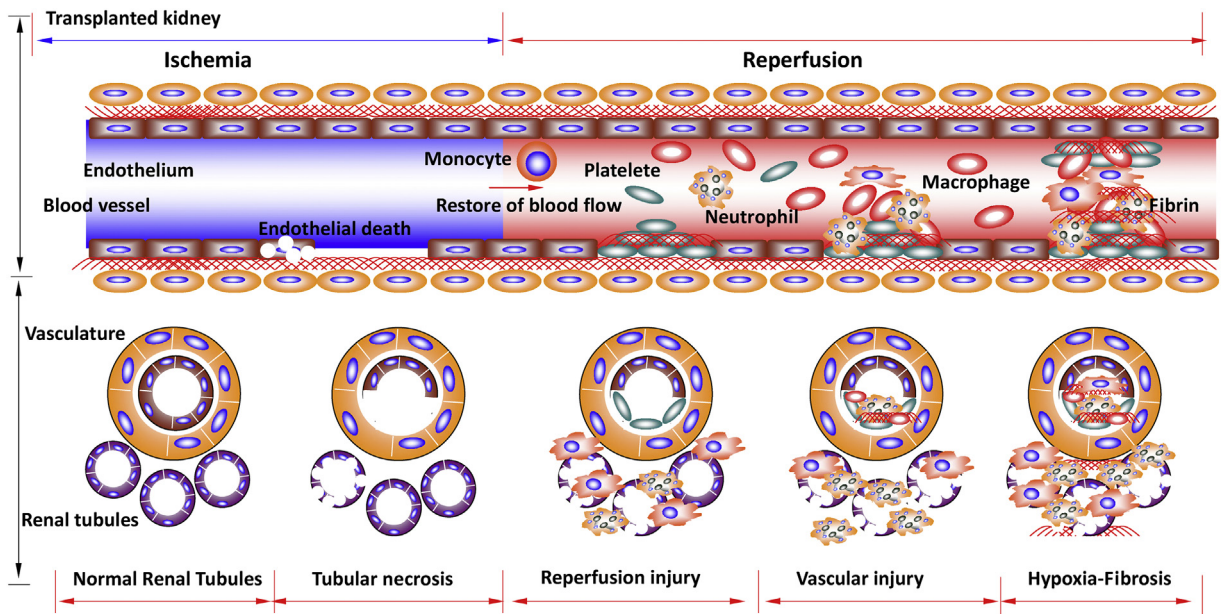 Transplanted kidney
Ischemia
Reperfusion
Endothelium
Monocyte
Platelete
Macrophage
Blood vessel
Restore of blood flow
Neutrophil
Fibrin
Endothelial death
Vasculature
Renal tubules
Normal Renal Tubules
Tubular necrosis
Reperfusion injury
Vascular injury
Hypoxia-Fibrosis